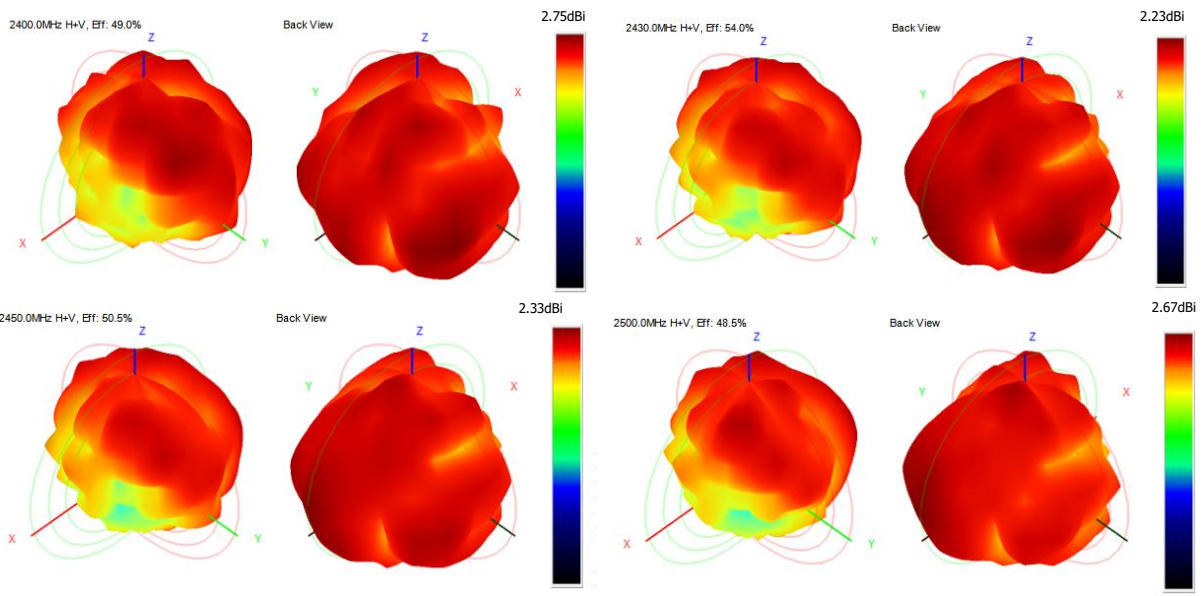 2400.0MHz H+V, Eff: 49.0%
Back View
2.75dBi
Z
Y
X
Z
X
Y
2430.0MHz H+V, Eff: 54.0%
Back View
2.23dBi
Z
Y
X
Z
X
Y
2450.0MHz H+V, Eff: 50.5%
Back View
2.33dBi
Z
Y
X
Z
X
Y
2500.0MHz H+V, Eff: 48.5%
Back View
2.67dBi
Z
Y
X
Z
X
Y